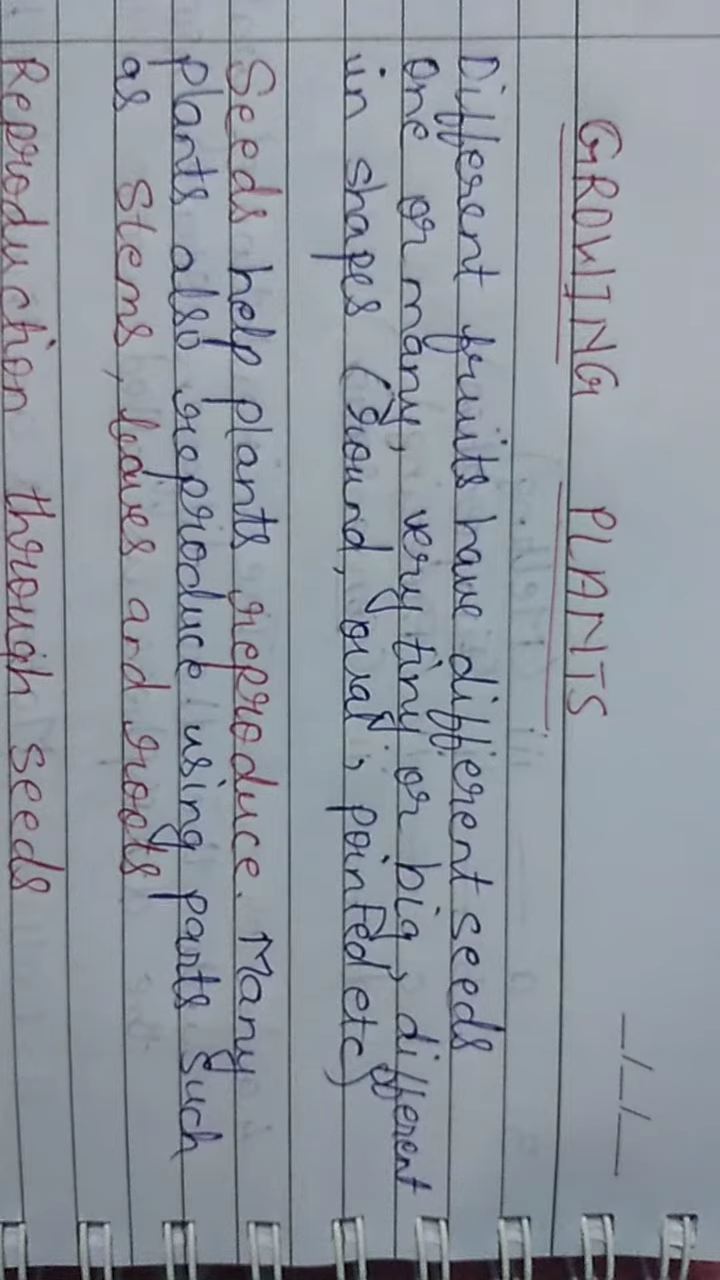 GROWING PLANTS
Different fruits have different seeds
one or many, very tiny or big, different
in shapes (round, oval, pointed etc)
Seeds help plants reproduce. Many
plants also reproduce using parts such
as stems, leaves and roots
Reproduction through seeds